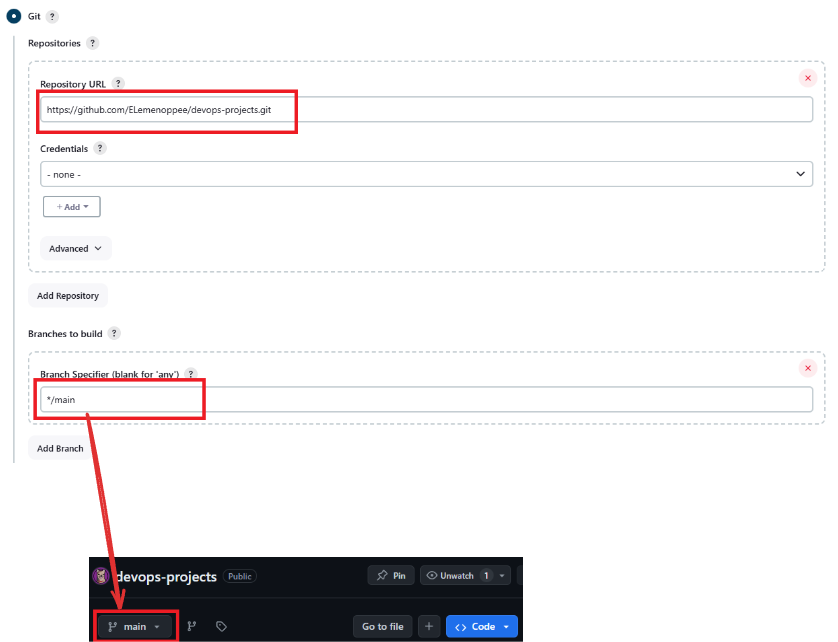 Git ?
Repositories ?
Repository URL ?
https://github.com/ELemenoppee/devops-projects.git
Credentials ?
- none -
+ Add
Advanced
Add Repository
Branches to build ?
Branch Specifier (blank for 'any') ?
*/main
Add Branch
devops-projects Public Pin Unwatch 1
main Go to file + <> Code